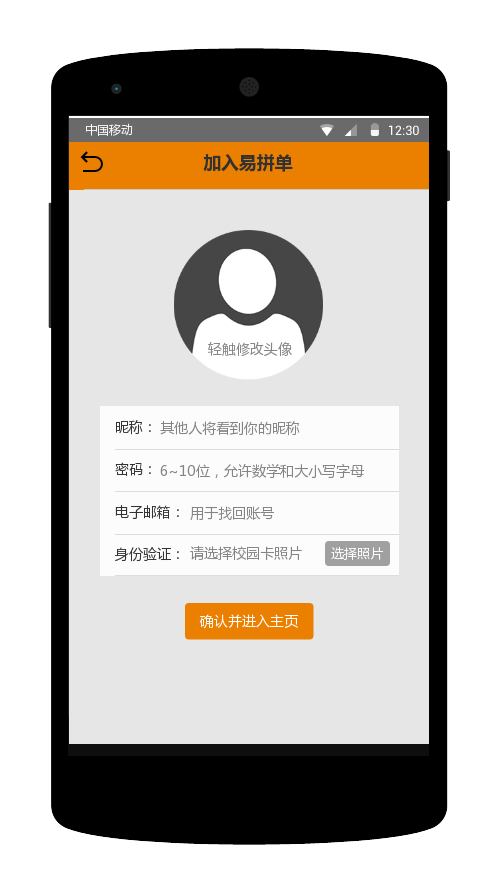 中国移动 12:30
加入易拼单
轻触修改头像
昵称： 其他人将看到你的昵称
密码： 6~10位，允许数学和大小写字母
电子邮箱： 用于找回账号
身份验证： 请选择校园卡照片 选择照片
确认并进入主页